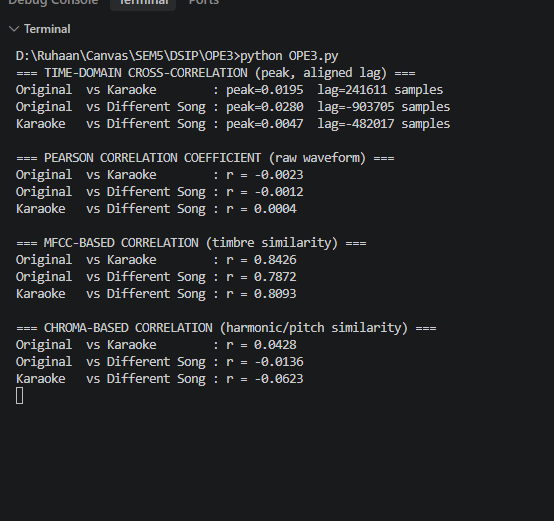 Debug Console Terminal Ports
Terminal
D:\Ruhaan\Canvas\SEM5\DSIP\OPE3>python OPE3.py
=== TIME-DOMAIN CROSS-CORRELATION (peak, aligned lag) ===
Original  vs Karaoke        : peak=0.0195  lag=241611 samples
Original  vs Different Song : peak=0.0280  lag=-903705 samples
Karaoke   vs Different Song : peak=0.0047  lag=-482017 samples
=== PEARSON CORRELATION COEFFICIENT (raw waveform) ===
Original  vs Karaoke        : r = -0.0023
Original  vs Different Song : r = -0.0012
Karaoke   vs Different Song : r = 0.0004
=== MFCC-BASED CORRELATION (timbre similarity) ===
Original  vs Karaoke        : r = 0.8426
Original  vs Different Song : r = 0.7872
Karaoke   vs Different Song : r = 0.8093
=== CHROMA-BASED CORRELATION (harmonic/pitch similarity) ===
Original  vs Karaoke        : r = 0.0428
Original  vs Different Song : r = -0.0136
Karaoke   vs Different Song : r = -0.0623